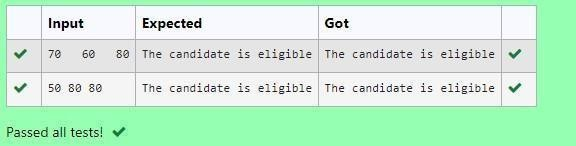 Input Expected Got
70   60   80 The candidate is eligible The candidate is eligible
50 80 80 The candidate is eligible The candidate is eligible
Passed all tests!